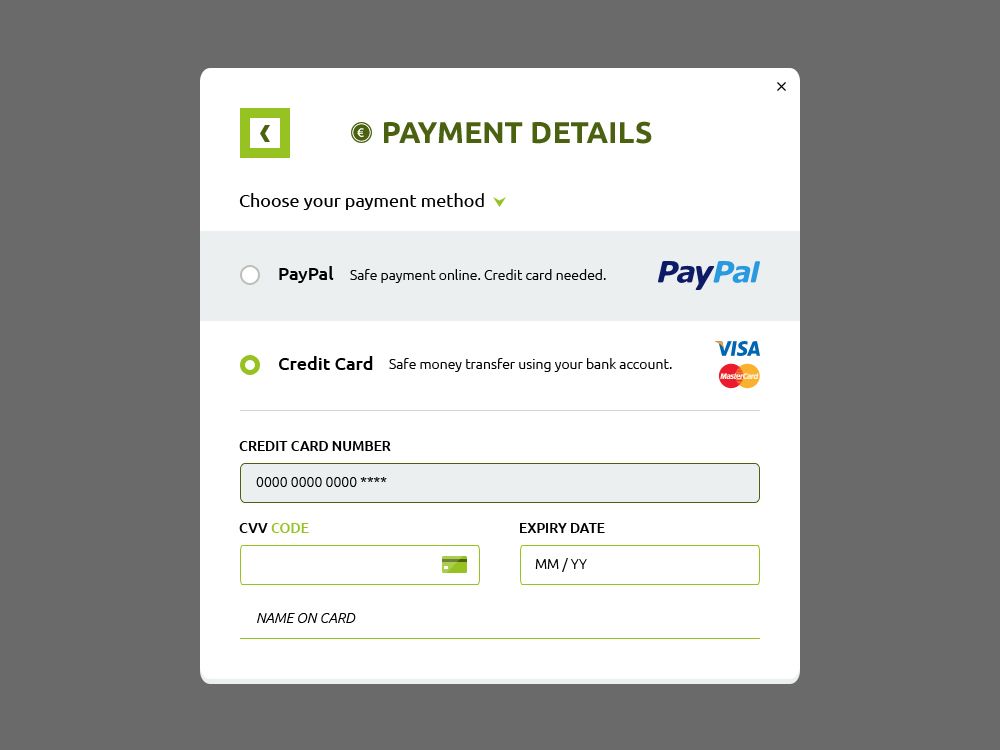 ×
€ PAYMENT DETAILS
Choose your payment method
PayPal Safe payment online. Credit card needed. PayPal
Credit Card Safe money transfer using your bank account. VISA
MasterCard
CREDIT CARD NUMBER
0000 0000 0000 ****
CVV CODE EXPIRY DATE
MM / YY
NAME ON CARD